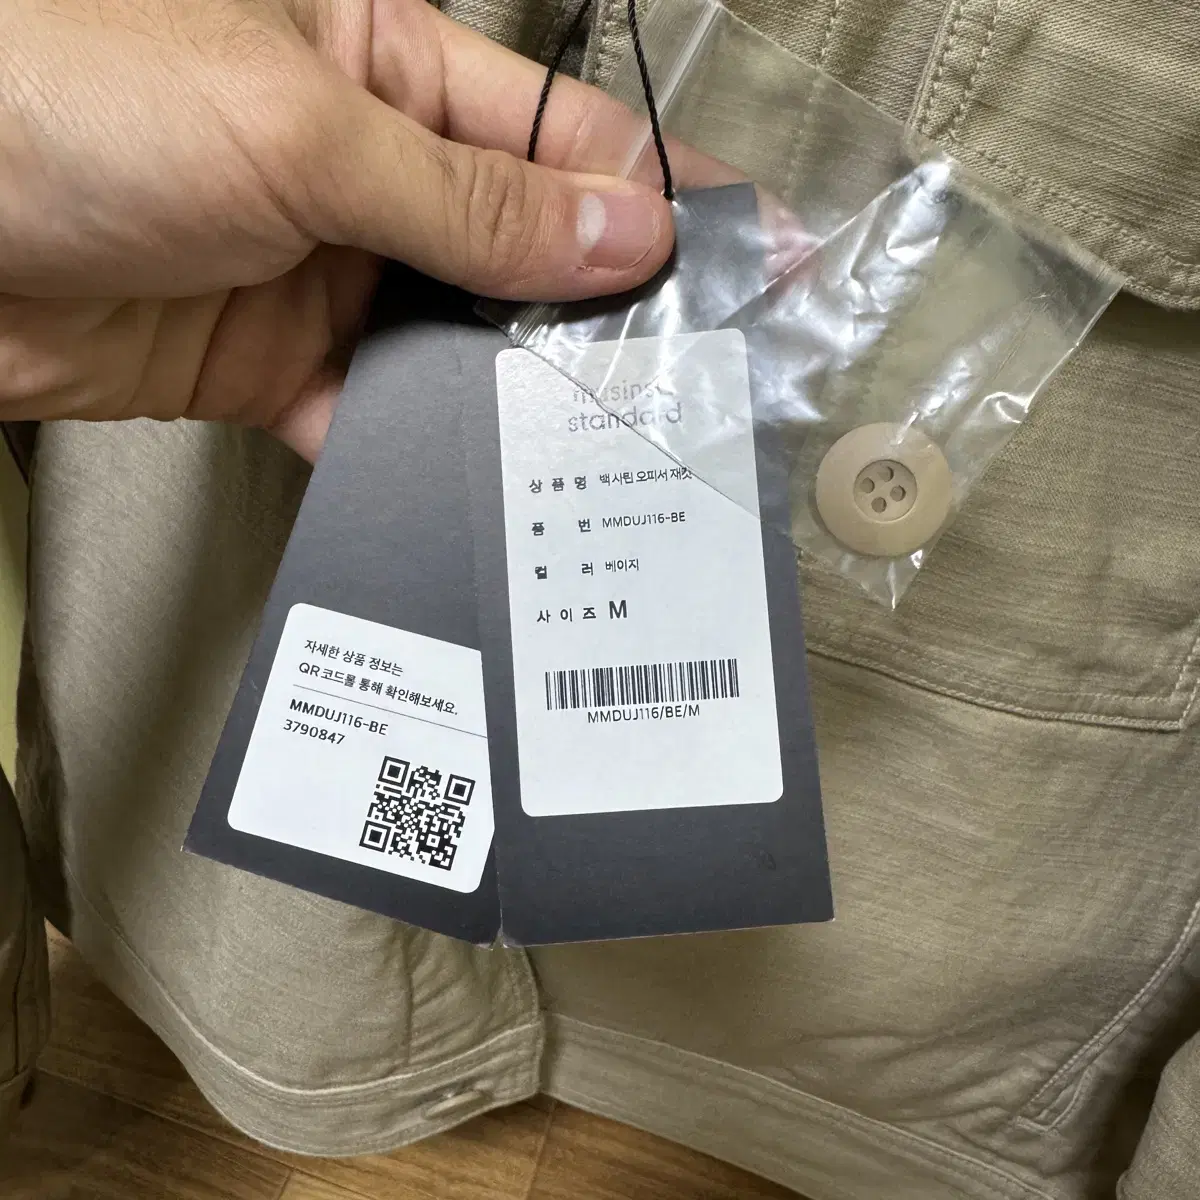 musinsa
standard
상품명 백 사틴 오피서 재킷
품번 MMDUJ116-BE
컬러 베이지
사이즈 M
MMDUJ116/BE/M
자세한 상품 정보는
QR코드를 통해 확인해보세요.
MMDUJ116-BE
3790847